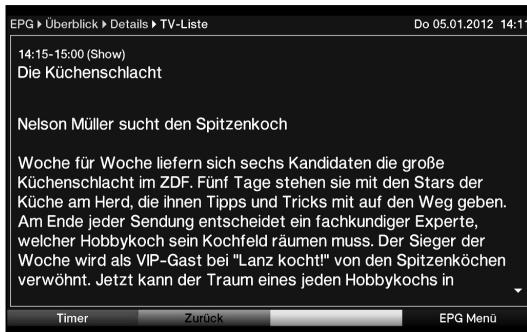 EPG ▸ Überblick ▸ Details ▸ TV-Liste Do 05.01.2012 14:11
14:15-15:00 (Show)
Die Küchenschlacht
Nelson Müller sucht den Spitzenkoch
Woche für Woche liefern sich sechs Kandidaten die große
Küchenschlacht im ZDF. Fünf Tage stehen sie mit den Stars der
Küche am Herd, die ihnen Tipps und Tricks mit auf den Weg geben.
Am Ende jeder Sendung entscheidet ein fachkundiger Experte,
welcher Hobbykoch sein Kochfeld räumen muss. Der Sieger der
Woche wird als VIP-Gast bei "Lanz kocht!" von den Spitzenköchen
verwöhnt. Jetzt kann der Traum eines jeden Hobbykochs in
Timer Zurück EPG Menü